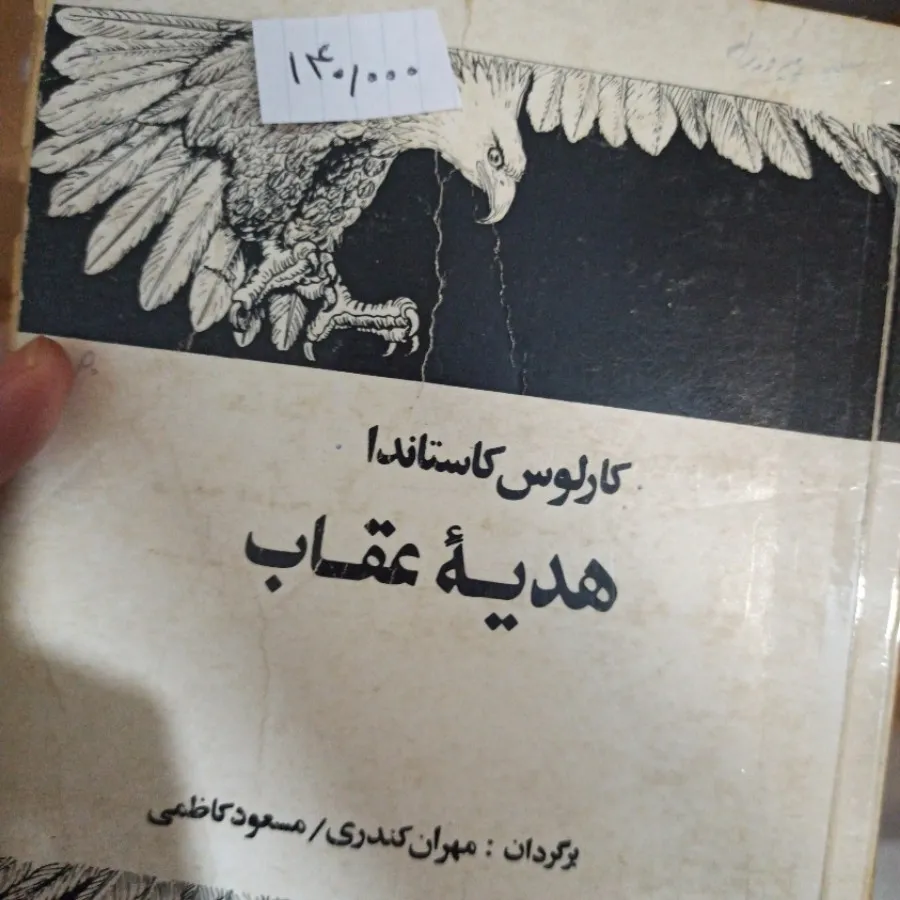 ۱۴۰/۰۰۰
کارلوس کاستاندا
هدیهٔ عقاب
برگردان : مهران کندری/ مسعود کاظمی